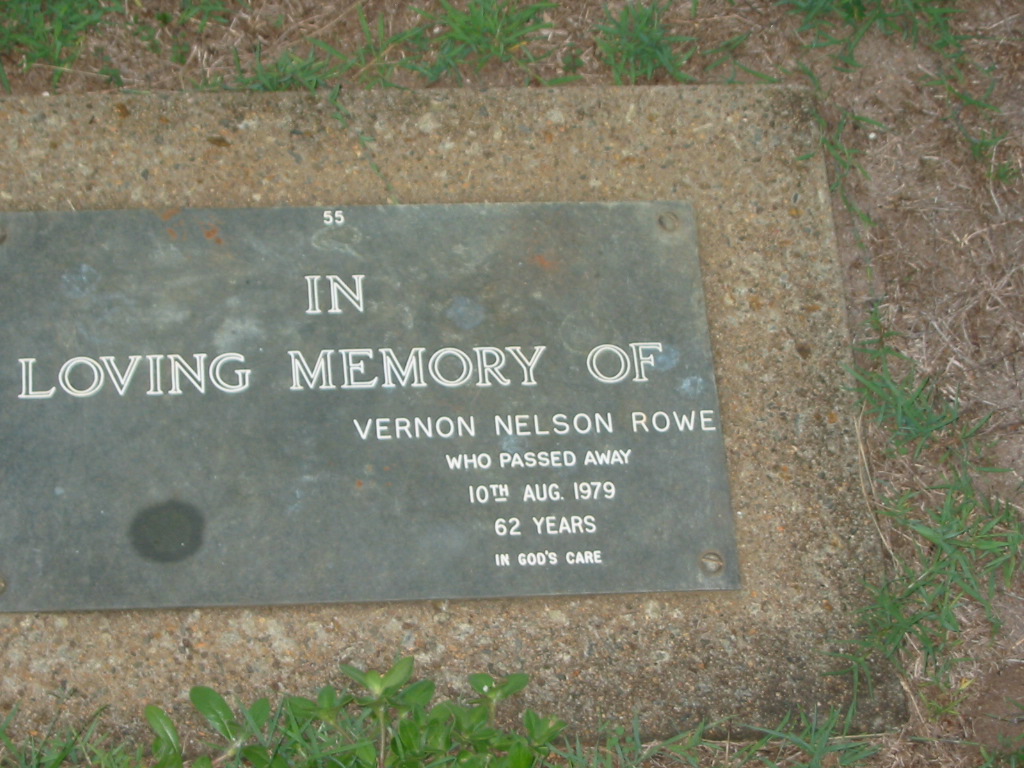 55
IN
LOVING MEMORY OF
VERNON NELSON ROWE
WHO PASSED AWAY
10TH AUG. 1979
62 YEARS
IN GOD'S CARE